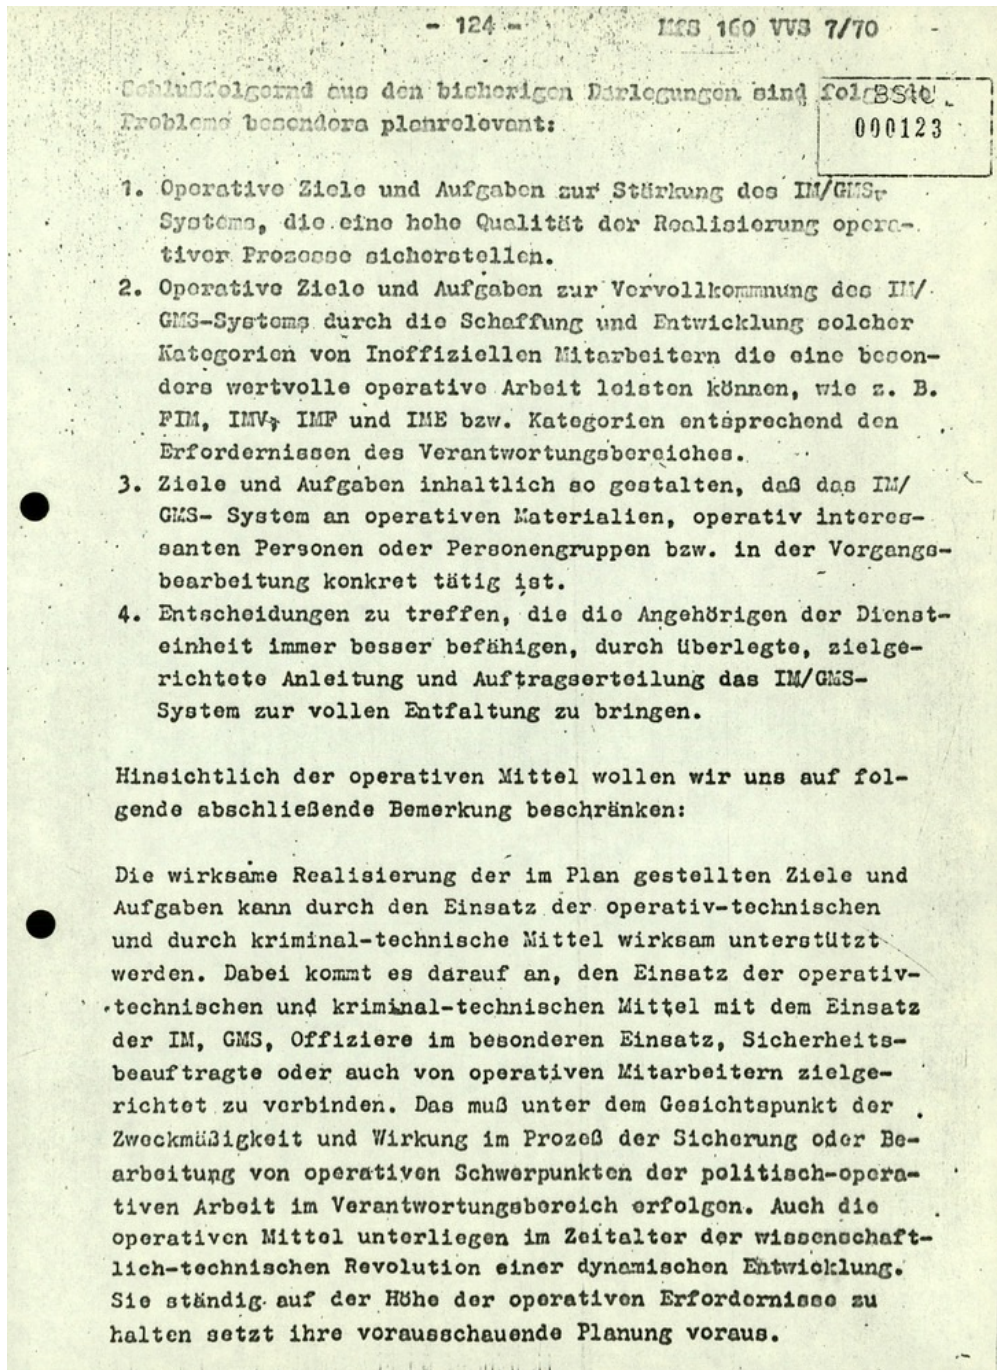 - 124 -
MfS 160 VVS 7/70
Schlußfolgernd aus den bisherigen Darlegungen sind folgende
BStU
Probleme besonders planrelevant:
000123
1. Operative Ziele und Aufgaben zur Stärkung des IM/GMS-
Systems, die eine hohe Qualität der Realisierung opera-
tiver Prozesse sicherstellen.
2. Operative Ziele und Aufgaben zur Vervollkommnung des IM/
GMS-Systems durch die Schaffung und Entwicklung solcher
Kategorien von Inoffiziellen Mitarbeitern die eine beson-
ders wertvolle operative Arbeit leisten können, wie z. B.
FIM, IMV, IMF und IME bzw. Kategorien entsprechend den
Erfordernissen des Verantwortungsbereiches.
3. Ziele und Aufgaben inhaltlich so gestalten, daß das IM/
GMS- System an operativen Materialien, operativ interes-
santen Personen oder Personengruppen bzw. in der Vorgangs-
bearbeitung konkret tätig ist.
4. Entscheidungen zu treffen, die die Angehörigen der Dienst-
einheit immer besser befähigen, durch überlegte, zielge-
richtete Anleitung und Auftragserteilung das IM/GMS-
System zur vollen Entfaltung zu bringen.
Hinsichtlich der operativen Mittel wollen wir uns auf fol-
gende abschließende Bemerkung beschränken:
Die wirksame Realisierung der im Plan gestellten Ziele und
Aufgaben kann durch den Einsatz der operativ-technischen
und durch kriminal-technische Mittel wirksam unterstützt
werden. Dabei kommt es darauf an, den Einsatz der operativ-
technischen und kriminal-technischen Mittel mit dem Einsatz
der IM, GMS, Offiziere im besonderen Einsatz, Sicherheits-
beauftragte oder auch von operativen Mitarbeitern zielge-
richtet zu verbinden. Das muß unter dem Gesichtspunkt der
Zweckmäßigkeit und Wirkung im Prozeß der Sicherung oder Be-
arbeitung von operativen Schwerpunkten der politisch-opera-
tiven Arbeit im Verantwortungsbereich erfolgen. Auch die
operativen Mittel unterliegen im Zeitalter der wissenschaft-
lich-technischen Revolution einer dynamischen Entwicklung.
Sie ständig auf der Höhe der operativen Erfordernisse zu
halten setzt ihre vorausschauende Planung voraus.